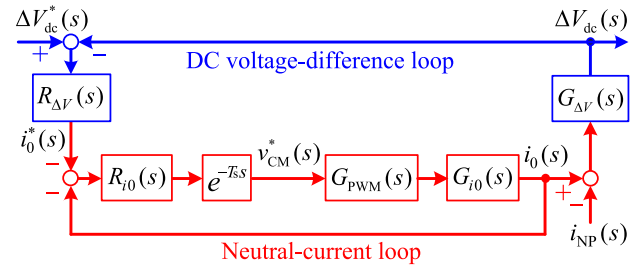 ΔV*dc(s) ΔVdc(s)
+ − DC voltage-difference loop
RΔV(s) GΔV(s)
i*0(s) v*CM(s) i0(s)
− Ri0(s) e−Tss GPWM(s) Gi0(s) +
− −
Neutral-current loop iNP(s)